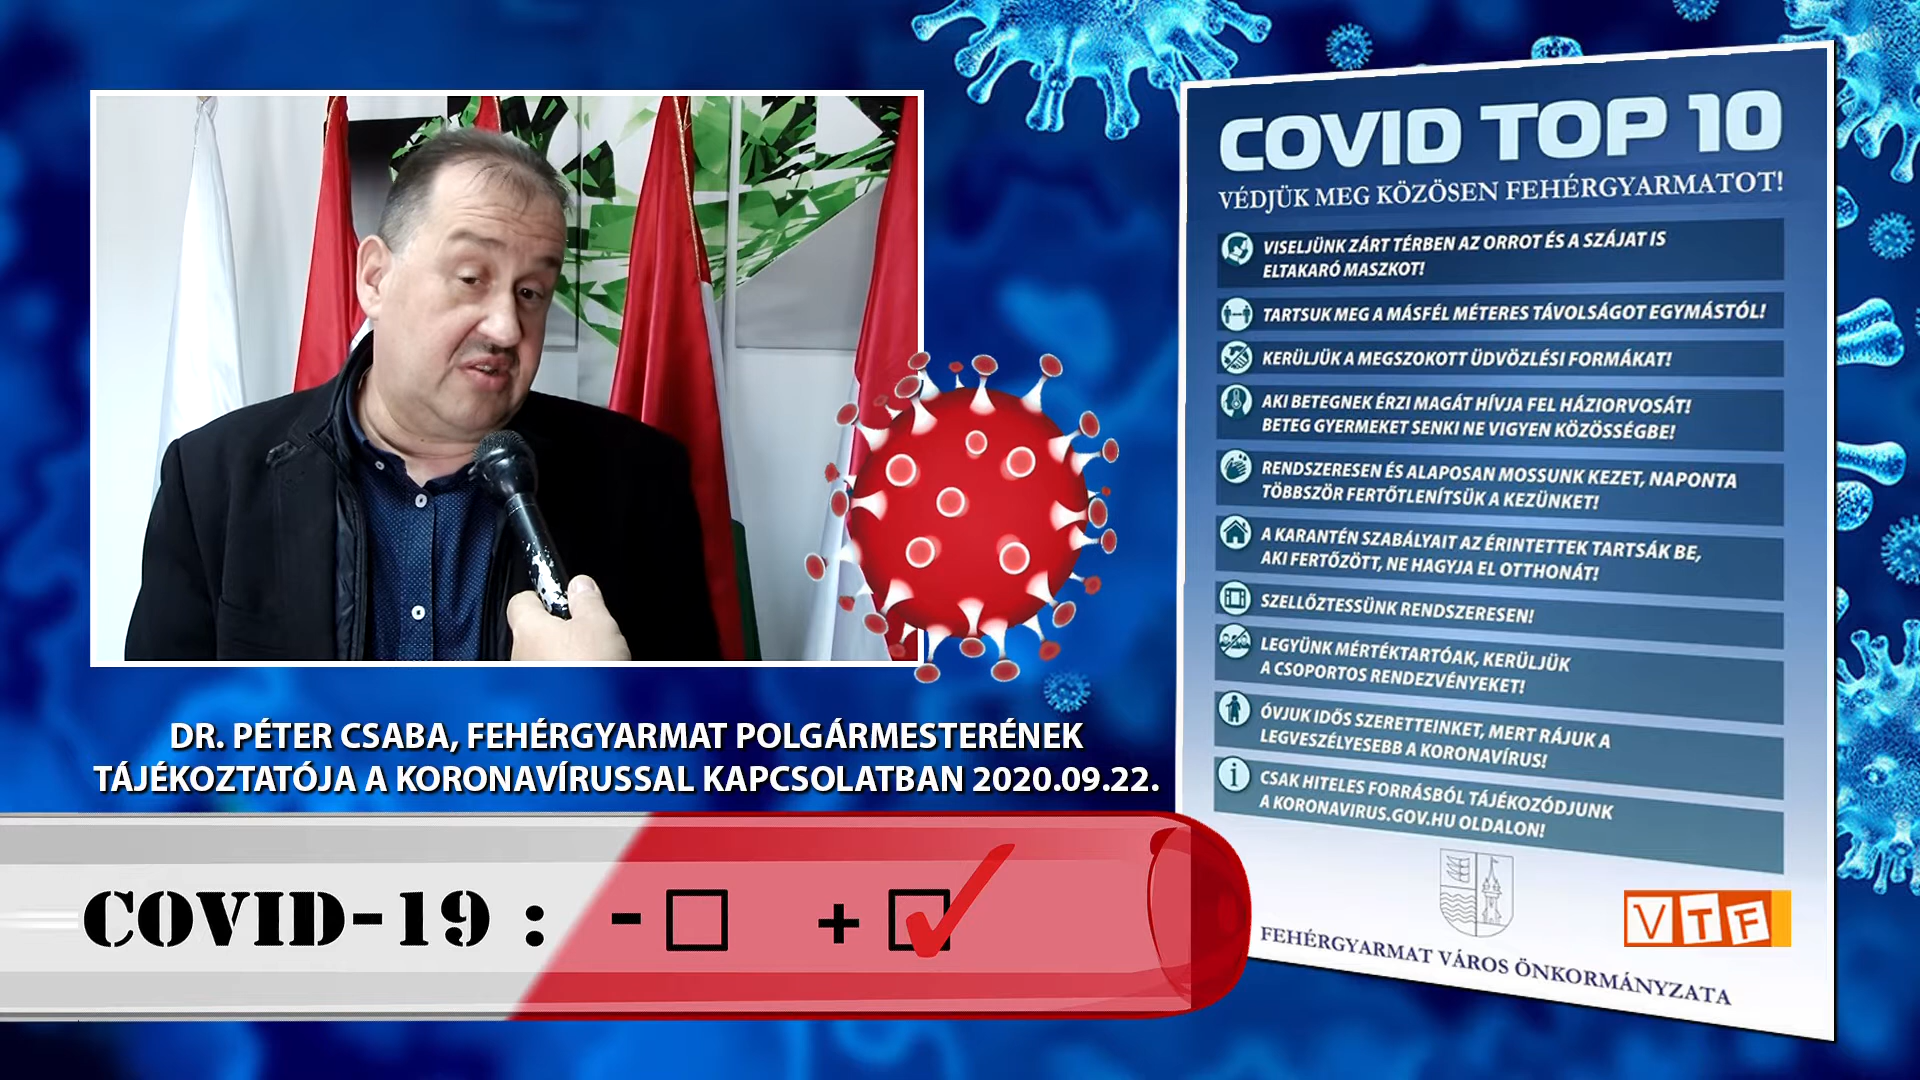 DR. PÉTER CSABA, FEHÉRGYARMAT POLGÁRMESTERÉNEK
TÁJÉKOZTATÓJA A KORONAVÍRUSSAL KAPCSOLATBAN 2020.09.22.
COVID-19 : - +
COVID TOP 10
VÉDJÜK MEG KÖZÖSEN FEHÉRGYARMATOT!
VISELJÜNK ZÁRT TÉRBEN AZ ORROT ÉS A SZÁJAT IS
ELTAKARÓ MASZKOT!
TARTSUK MEG A MÁSFÉL MÉTERES TÁVOLSÁGOT EGYMÁSTÓL!
KERÜLJÜK A MEGSZOKOTT ÜDVÖZLÉSI FORMÁKAT!
AKI BETEGNEK ÉRZI MAGÁT HÍVJA FEL HÁZIORVOSÁT!
BETEG GYERMEKET SENKI NE VIGYEN KÖZÖSSÉGBE!
RENDSZERESEN ÉS ALAPOSAN MOSSUNK KEZET, NAPONTA
TÖBBSZÖR FERTŐTLENÍTSÜK A KEZÜNKET!
A KARANTÉN SZABÁLYAIT AZ ÉRINTETTEK TARTSÁK BE,
AKI FERTŐZÖTT, NE HAGYJA EL OTTHONÁT!
SZELLŐZTESSÜNK RENDSZERESEN!
LEGYÜNK MÉRTÉKTARTÓAK, KERÜLJÜK
A CSOPORTOS RENDEZVÉNYEKET!
ÓVJUK IDŐS SZERETTEINKET, MERT RÁJUK A
LEGVESZÉLYESEBB A KORONAVÍRUS!
CSAK HITELES FORRÁSBÓL TÁJÉKOZÓDJUNK
A KORONAVIRUS.GOV.HU OLDALON!
VTF
FEHÉRGYARMAT VÁROS ÖNKORMÁNYZATA